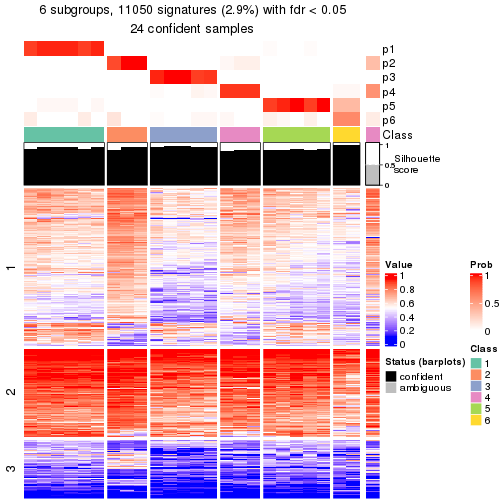 6 subgroups, 11050 signatures (2.9%) with fdr < 0.05
24 confident samples
p1
p2
p3
p4
p5
p6
Class
1
0.5
0
Silhouette
score
1
2
3
Value
1
0.8
0.6
0.4
0.2
0
Prob
1
0.5
0
Status (barplots)
confident
ambiguous
Class
1
2
3
4
5
6